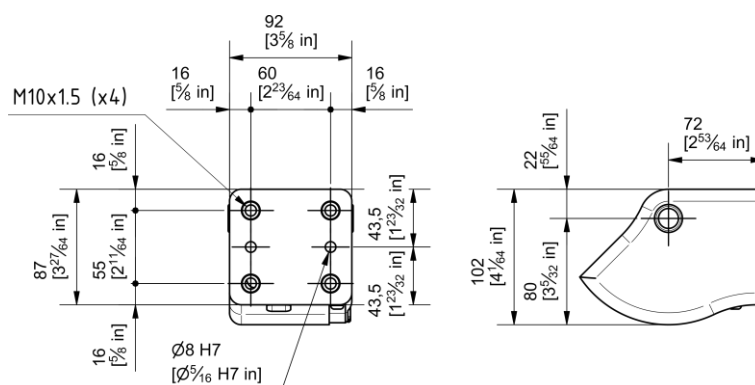 92
[3⅝ in]
16
[⅝ in]
60
[2²³⁄₆₄ in]
16
[⅝ in]
M10x1.5 (x4)
16
[⅝ in]
87
[3²⁷⁄₆₄ in]
55
[2¹¹⁄₆₄ in]
16
[⅝ in]
43,5
[1²³⁄₃₂ in]
43,5
[1²³⁄₃₂ in]
Ø8 H7
[Ø⁵⁄₁₆ H7 in]
72
[2⁵³⁄₆₄ in]
22
[⁵⁵⁄₆₄ in]
102
[4¹⁄₆₄ in]
80
[3⁵⁄₃₂ in]